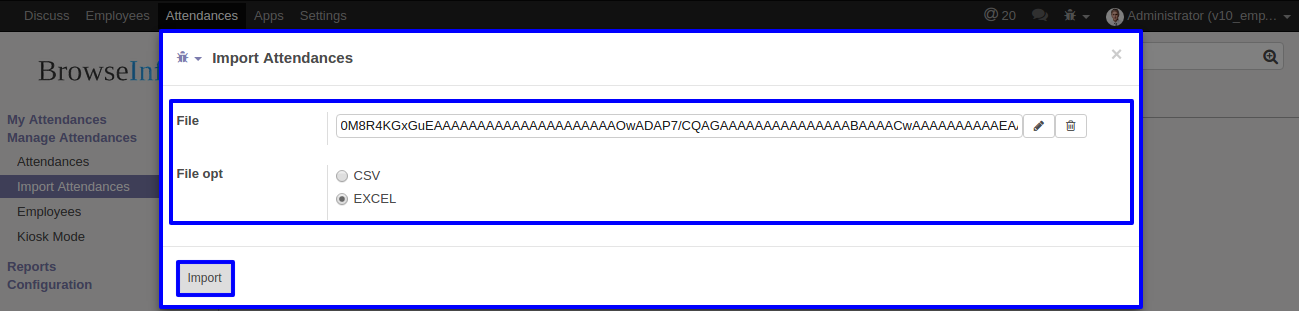 Discuss Employees Attendances Apps Settings @ 20 Administrator (v10_emp...
Import Attendances ×
BrowseInf
File 0M8R4KGxGuEAAAAAAAAAAAAAAAAAAAAAOwADAP7/CQAGAAAAAAAAAAAAAAABAAAACwAAAAAAAAAAEAA
My Attendances
Manage Attendances
Attendances
Import Attendances
Employees
Kiosk Mode
Reports
Configuration
File opt
CSV
EXCEL
Import